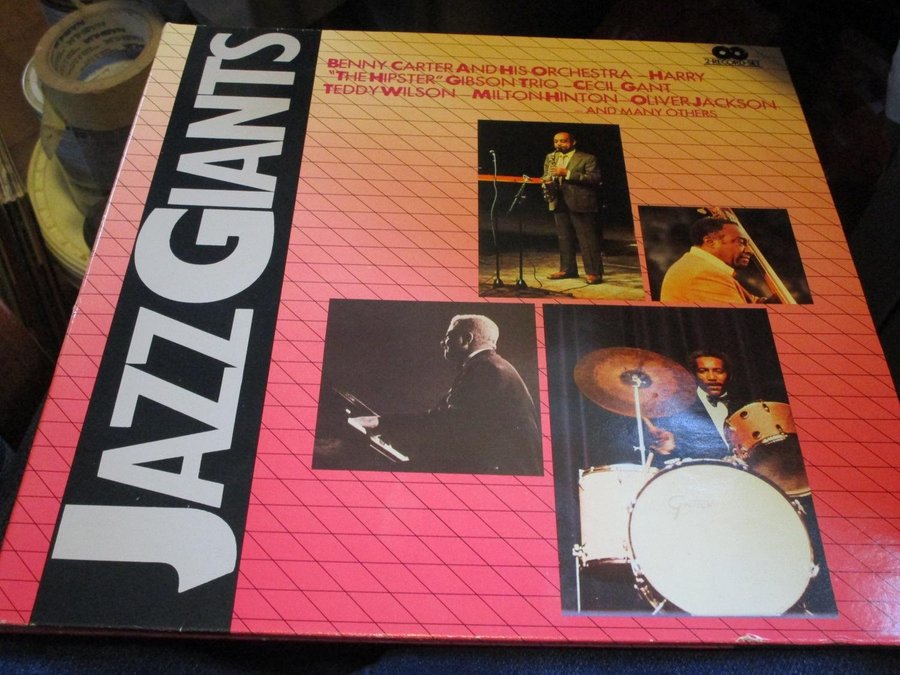 JAZZ GIANTS
BENNY CARTER AND HIS ORCHESTRA – HARRY
"THE HIPSTER" GIBSON TRIO – CECIL GANT
TEDDY WILSON – MILTON HINTON – OLIVER JACKSON
AND MANY OTHERS
2-RECORD SET